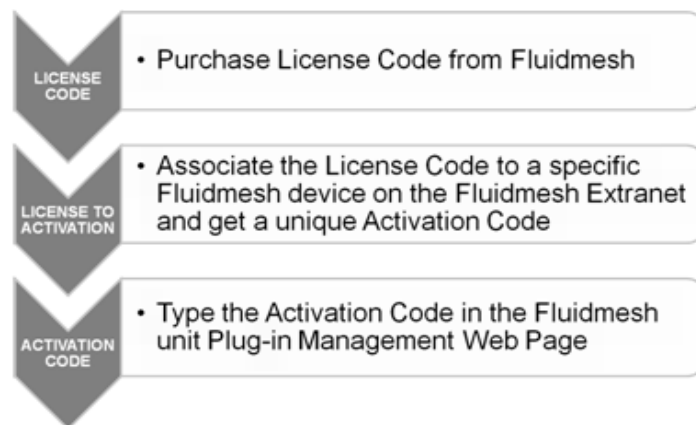 LICENSE
CODE
• Purchase License Code from Fluidmesh
LICENSE TO
ACTIVATION
• Associate the License Code to a specific
Fluidmesh device on the Fluidmesh Extranet
and get a unique Activation Code
ACTIVATION
CODE
• Type the Activation Code in the Fluidmesh
unit Plug-in Management Web Page